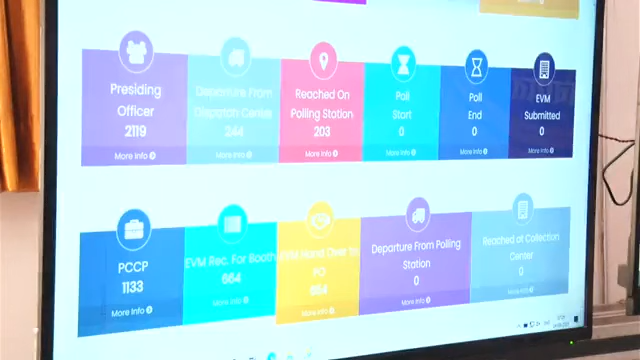 Presiding
Officer
2119
More Info
Departure From
Dispatch Center
244
More Info
Reached On
Polling Station
203
More Info
Poll
Start
0
More Info
Poll
End
0
More Info
EVM
Submitted
0
More Info
PCCP
1133
More Info
EVM Rec. For Booth
664
More Info
Hand Over to
PO
More Info
Departure From Polling
Station
0
More Info
Reached at Collection
Center
0
More Info